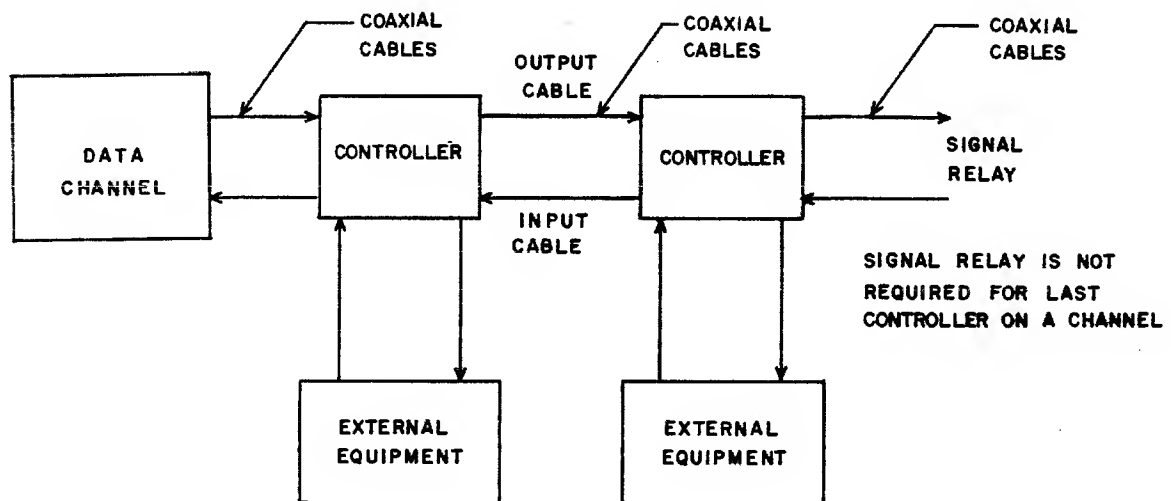 COAXIAL
CABLES
COAXIAL
CABLES
COAXIAL
CABLES
OUTPUT
CABLE
DATA
CHANNEL
CONTROLLER
CONTROLLER
SIGNAL
RELAY
INPUT
CABLE
SIGNAL RELAY IS NOT
REQUIRED FOR LAST
CONTROLLER ON A CHANNEL
EXTERNAL
EQUIPMENT
EXTERNAL
EQUIPMENT